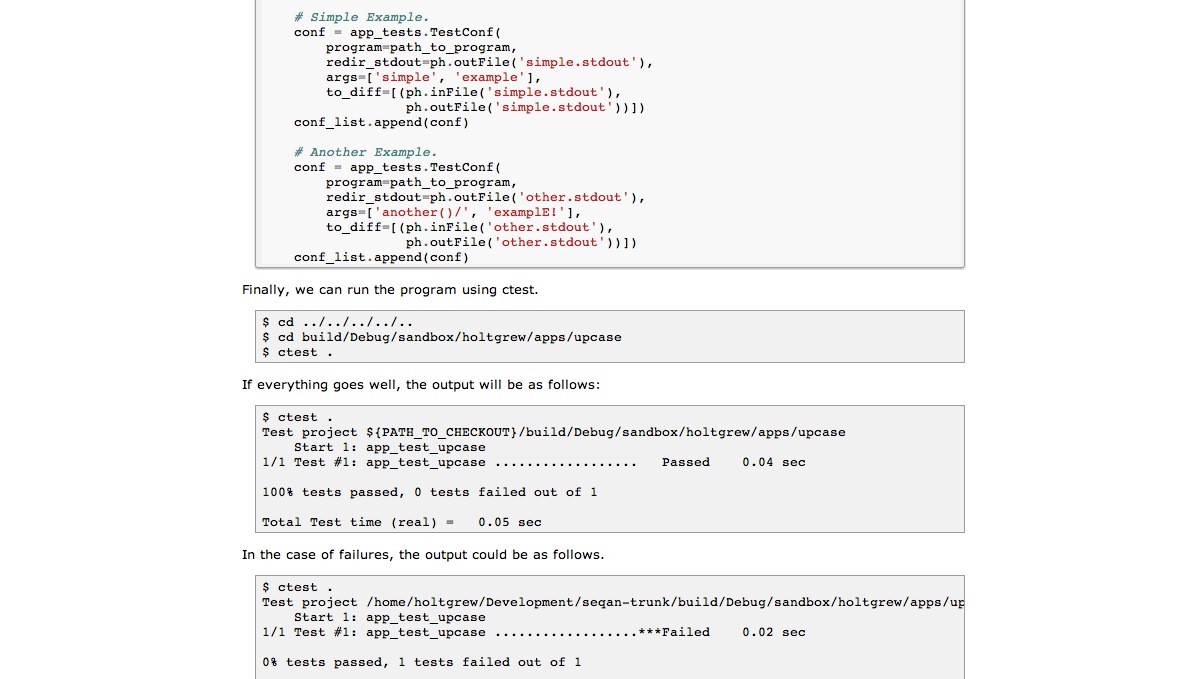 # Simple Example.
conf = app_tests.TestConf(
    program=path_to_program,
    redir_stdout=ph.outFile('simple.stdout'),
    args=['simple', 'example'],
    to_diff=[(ph.inFile('simple.stdout'),
              ph.outFile('simple.stdout'))])
conf_list.append(conf)

# Another Example.
conf = app_tests.TestConf(
    program=path_to_program,
    redir_stdout=ph.outFile('other.stdout'),
    args=['another()/', 'examplE!'],
    to_diff=[(ph.inFile('other.stdout'),
              ph.outFile('other.stdout'))])
conf_list.append(conf)
Finally, we can run the program using ctest.
$ cd ../../../../..
$ cd build/Debug/sandbox/holtgrew/apps/upcase
$ ctest .
If everything goes well, the output will be as follows:
$ ctest .
Test project ${PATH_TO_CHECKOUT}/build/Debug/sandbox/holtgrew/apps/upcase
    Start 1: app_test_upcase
1/1 Test #1: app_test_upcase ..................   Passed    0.04 sec

100% tests passed, 0 tests failed out of 1

Total Test time (real) =   0.05 sec
In the case of failures, the output could be as follows.
$ ctest .
Test project /home/holtgrew/Development/seqan-trunk/build/Debug/sandbox/holtgrew/apps/up
    Start 1: app_test_upcase
1/1 Test #1: app_test_upcase ..................***Failed    0.02 sec

0% tests passed, 1 tests failed out of 1